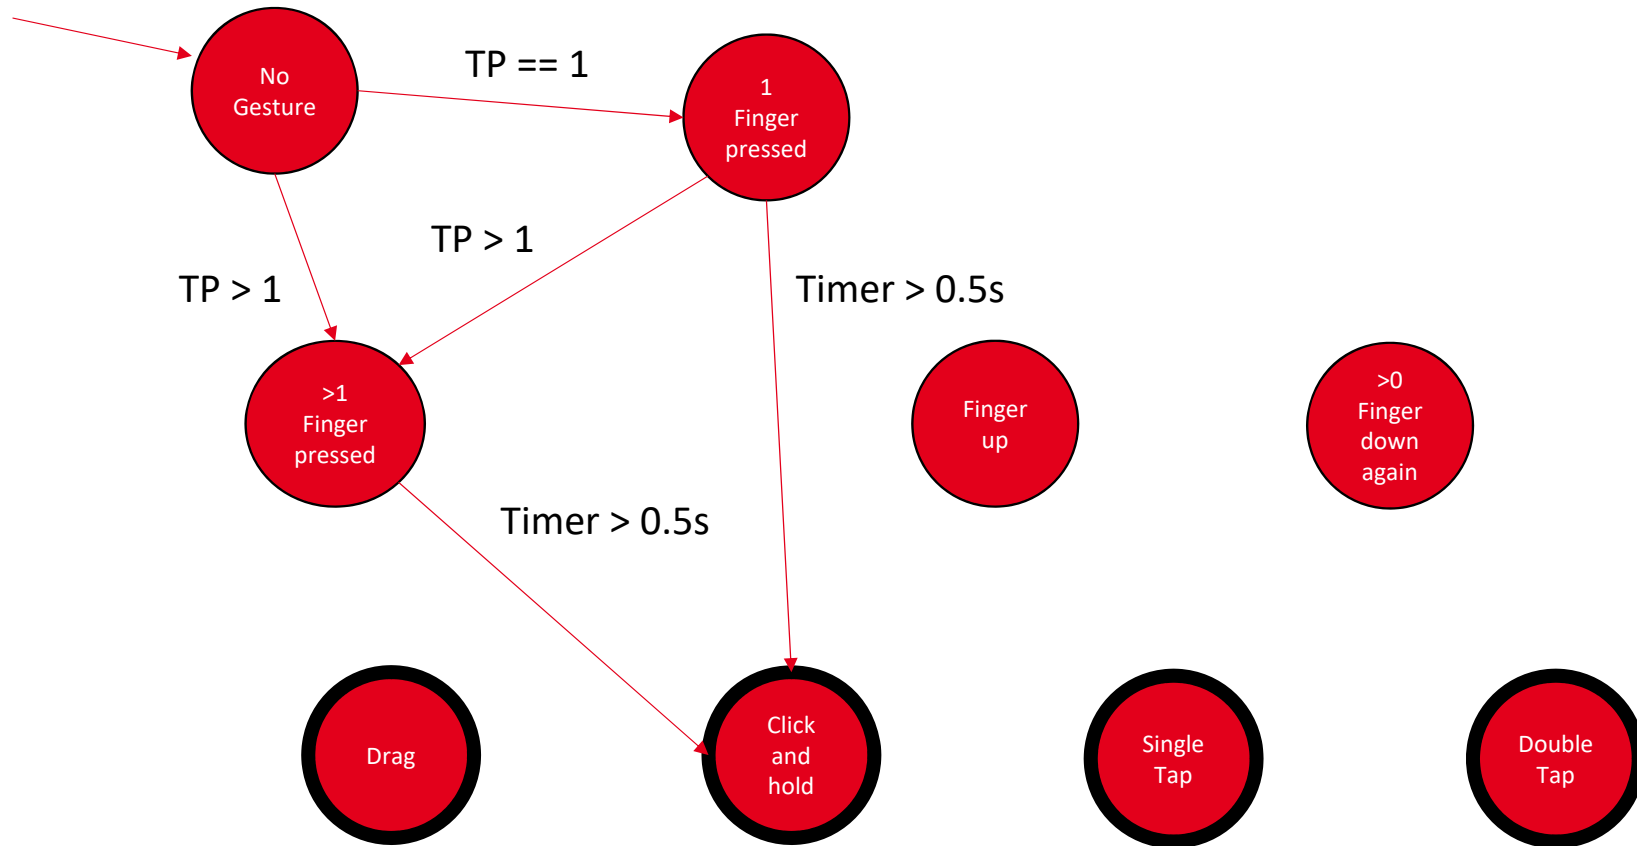 No
Gesture
TP == 1
1
Finger
pressed
TP > 1
TP > 1
Timer > 0.5s
>1
Finger
pressed
Finger
up
>0
Finger
down
again
Timer > 0.5s
Drag
Click
and
hold
Single
Tap
Double
Tap